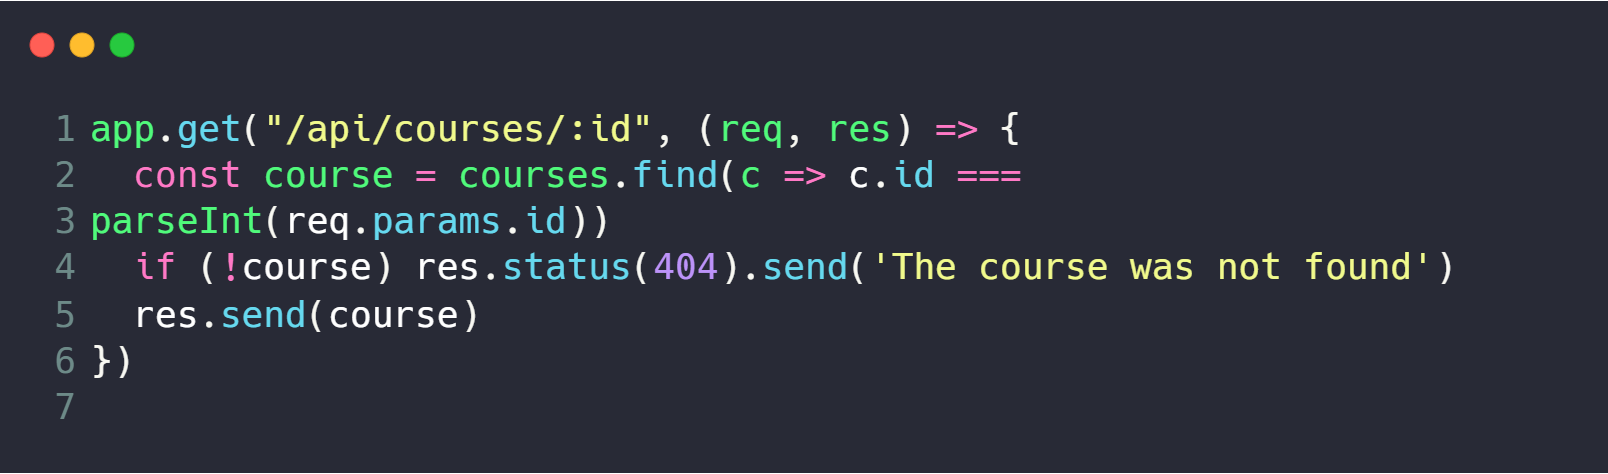 1 app.get("/api/courses/:id", (req, res) => {
2   const course = courses.find(c => c.id ===
3 parseInt(req.params.id))
4   if (!course) res.status(404).send('The course was not found')
5   res.send(course)
6 })
7